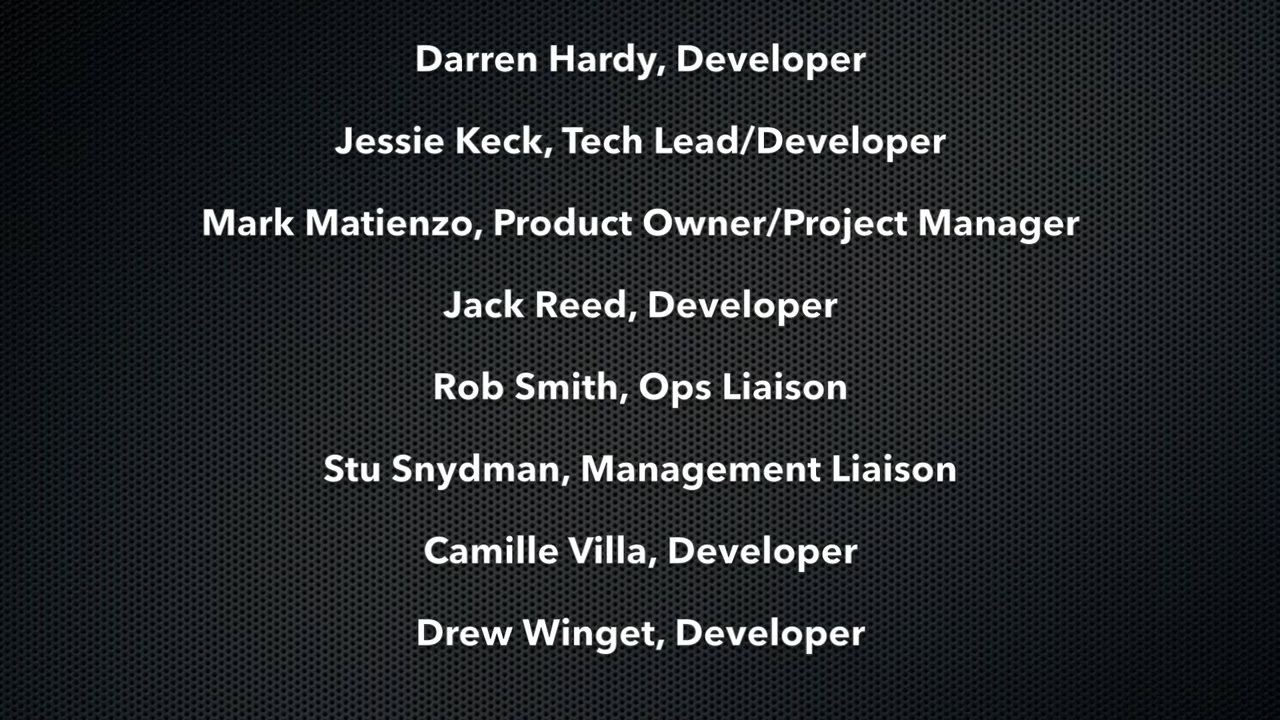 Darren Hardy, Developer
Jessie Keck, Tech Lead/Developer
Mark Matienzo, Product Owner/Project Manager
Jack Reed, Developer
Rob Smith, Ops Liaison
Stu Snydman, Management Liaison
Camille Villa, Developer
Drew Winget, Developer